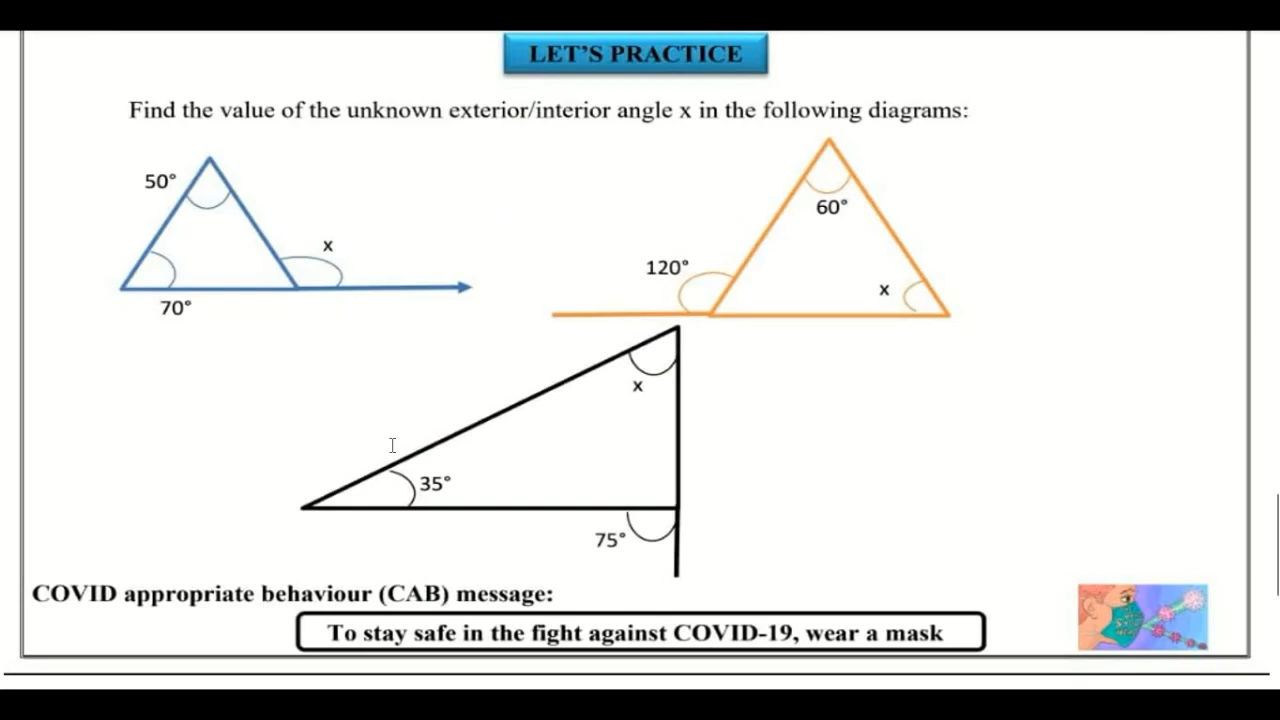 LET'S PRACTICE
Find the value of the unknown exterior/interior angle x in the following diagrams:
50°
x
70°
60°
120°
x
x
35°
75°
COVID appropriate behaviour (CAB) message:
To stay safe in the fight against COVID-19, wear a mask